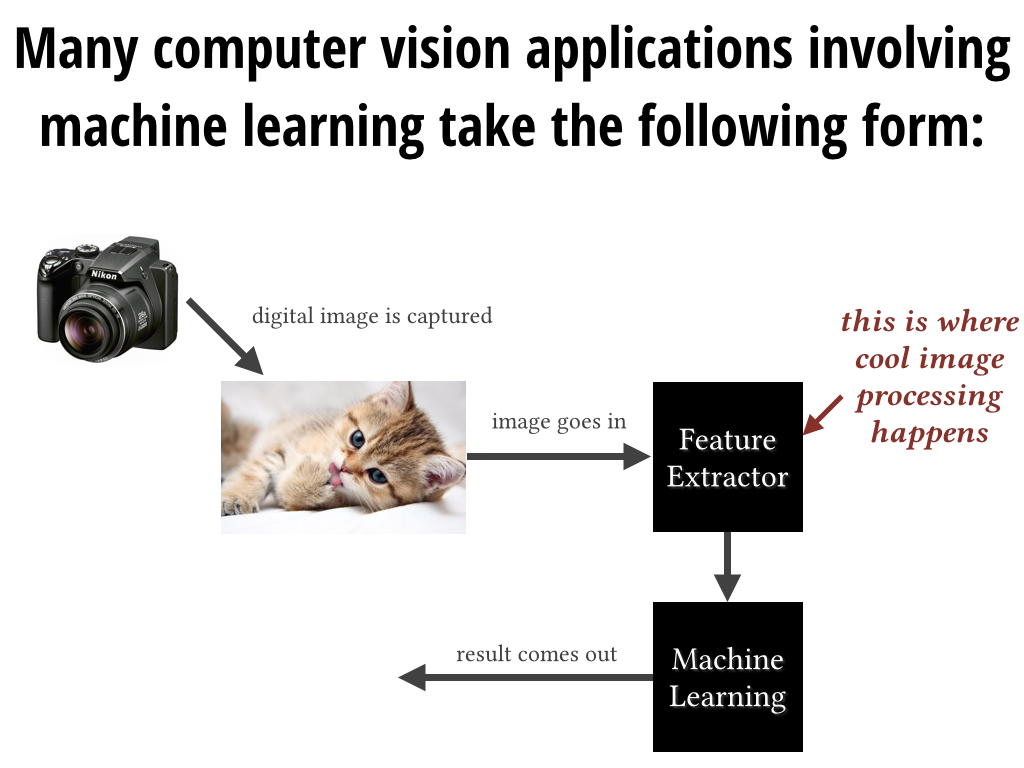 Many computer vision applications involving
machine learning take the following form:
Nikon
digital image is captured
this is where
cool image
processing
happens
image goes in
Feature
Extractor
result comes out
Machine
Learning